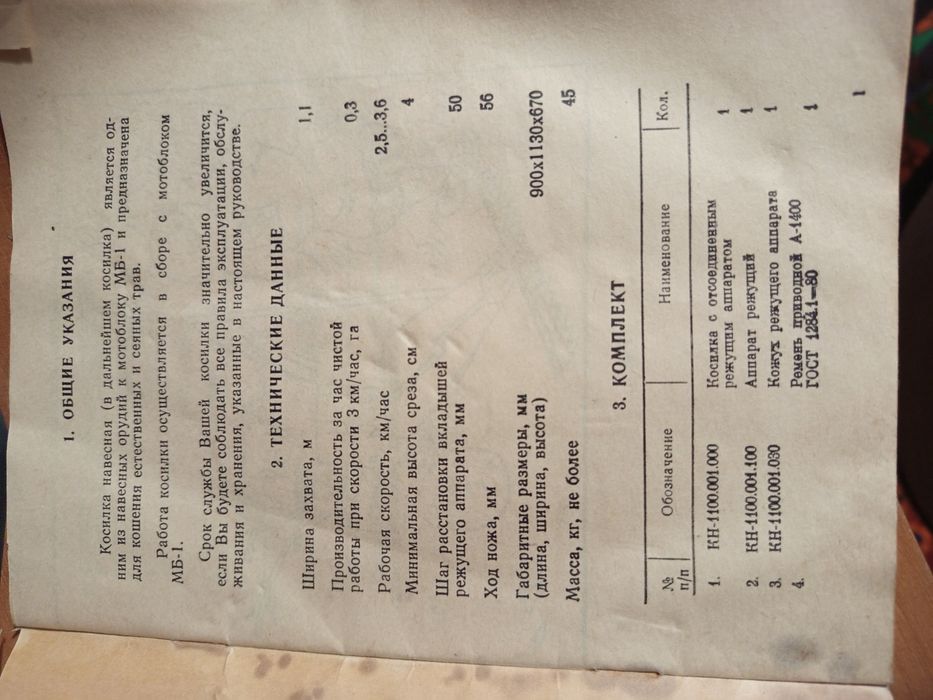 1. ОБЩИЕ УКАЗАНИЯ
Косилка навесная (в дальнейшем косилка) является од-
ним из навесных орудий к мотоблоку МБ-1 и предназначена
для кошения естественных и сеяных трав.
Работа косилки осуществляется в сборе с мотоблоком
МБ-1.
Срок службы Вашей косилки значительно увеличится,
если Вы будете соблюдать все правила эксплуатации, обслу-
живания и хранения, указанные в настоящем руководстве.
2. ТЕХНИЧЕСКИЕ ДАННЫЕ
Ширина захвата, м 1,1
Производительность за час чистой
работы при скорости 3 км/час, га 0,3
Рабочая скорость, км/час 2,5...3,6
Минимальная высота среза, см 4
Шаг расстановки вкладышей
режущего аппарата, мм 50
Ход ножа, мм 56
Габаритные размеры, мм
(длина, ширина, высота) 900х1130х670
Масса, кг, не более 45
3. КОМПЛЕКТ
№ Обозначение Наименование Кол.
п/п
1. КН-1100.001.000 Косилка с отсоединенным
режущим аппаратом 1
2. КН-1100.001.100 Аппарат режущий 1
3. КН-1100.001.030 Кожух режущего аппарата 1
4. Ремень приводной А-1400
ГОСТ 1284.1—80 1
1